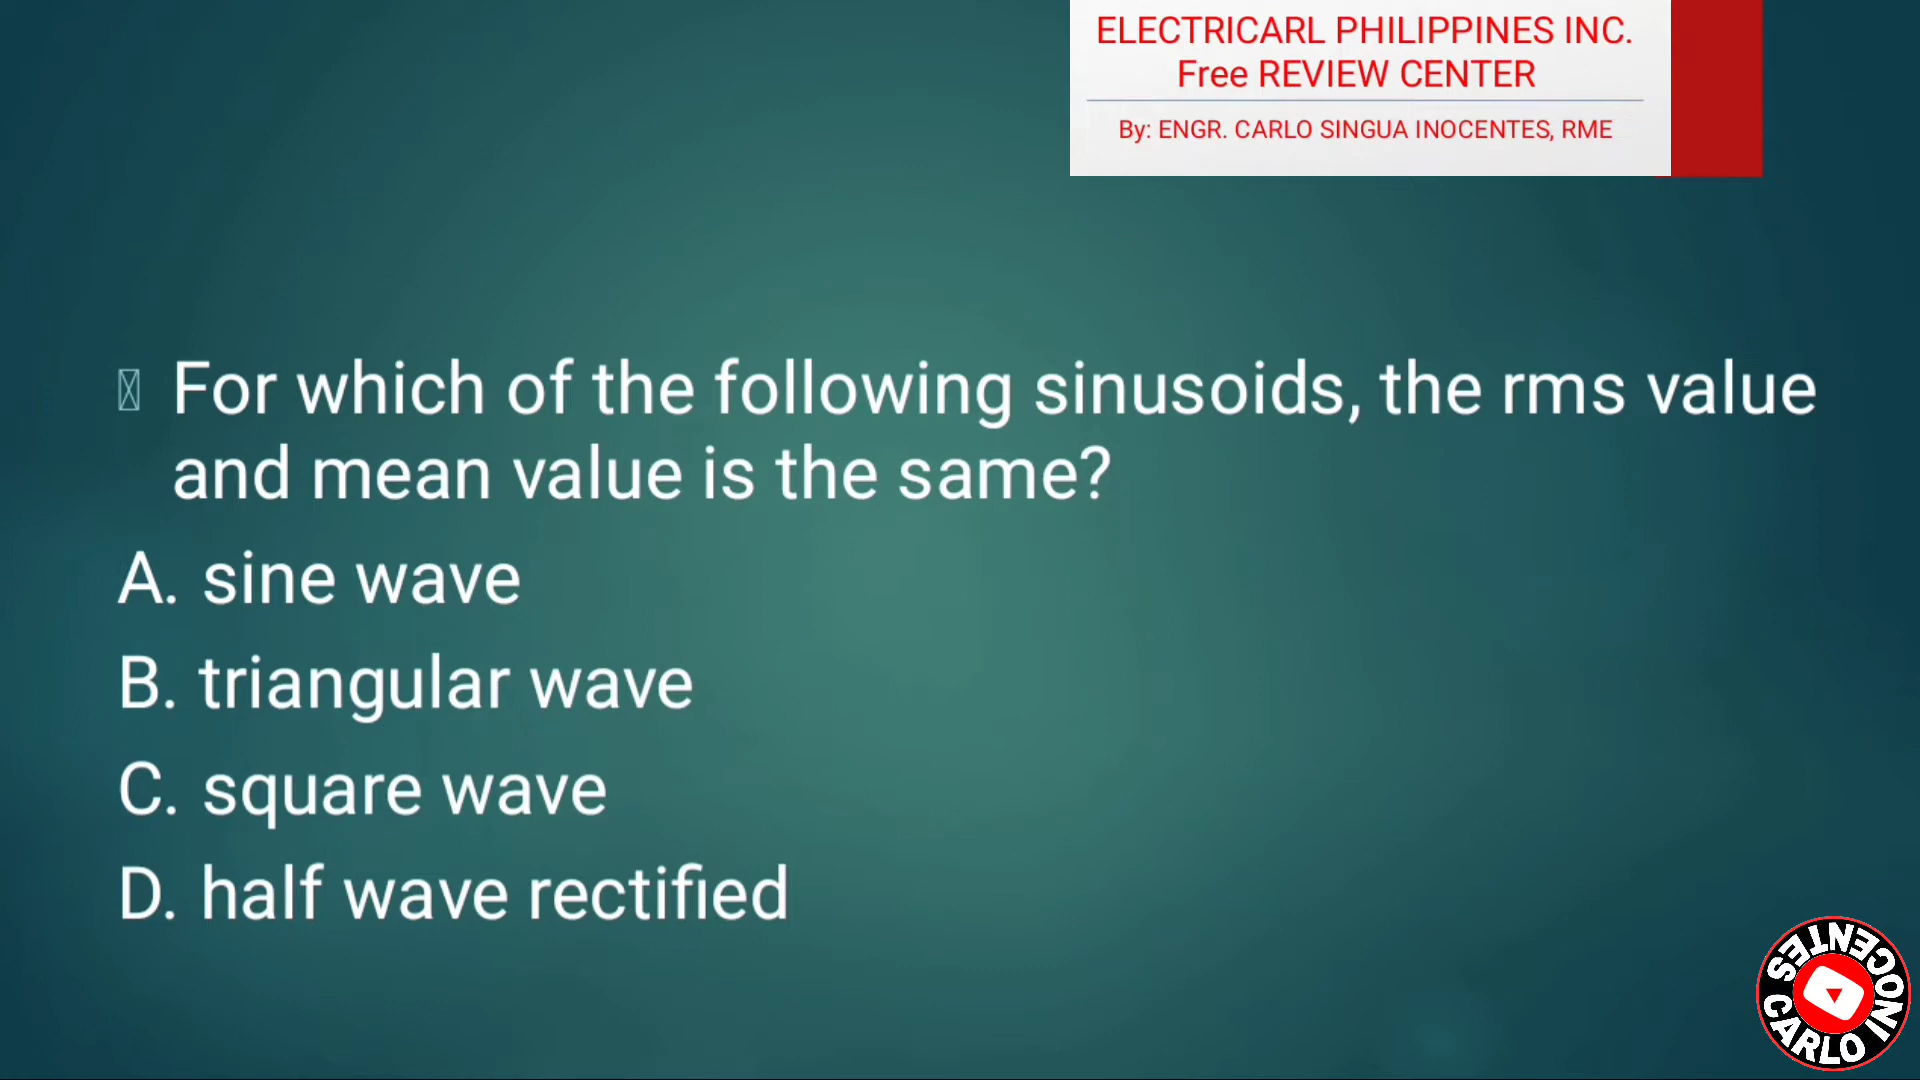 ELECTRICARL PHILIPPINES INC.
Free REVIEW CENTER
By: ENGR. CARLO SINGUA INOCENTES, RME
For which of the following sinusoids, the rms value
and mean value is the same?
A. sine wave
B. triangular wave
C. square wave
D. half wave rectified
CARLO INOCENTES